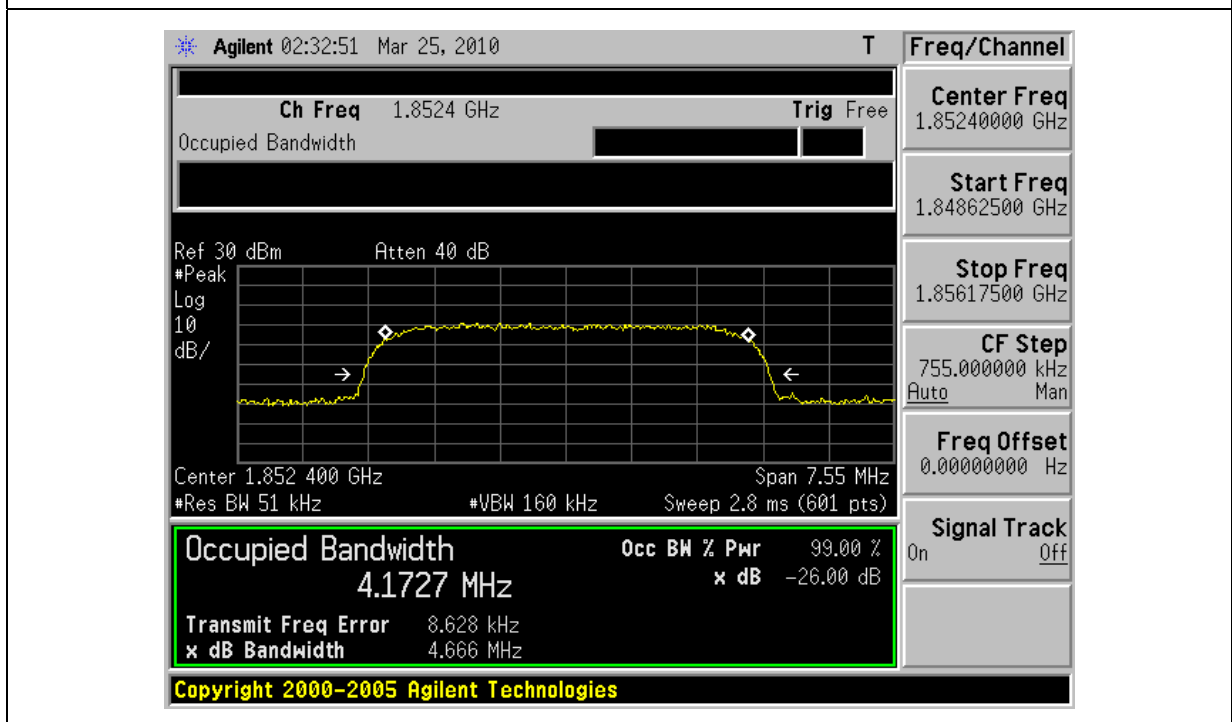 Agilent 02:32:51 Mar 25, 2010 T
Freq/Channel
Ch Freq 1.8524 GHz Trig Free
Occupied Bandwidth
Center Freq
1.85240000 GHz
Start Freq
1.84862500 GHz
Stop Freq
1.85617500 GHz
CF Step
755.000000 kHz
Auto Man
Freq Offset
0.00000000 Hz
Signal Track
On Off
Ref 30 dBm Atten 40 dB
#Peak
Log
10
dB/
Center 1.852 400 GHz Span 7.55 MHz
#Res BW 51 kHz #VBW 160 kHz Sweep 2.8 ms (601 pts)
Occupied Bandwidth Occ BW % Pwr 99.00 %
4.1727 MHz x dB -26.00 dB
Transmit Freq Error 8.628 kHz
x dB Bandwidth 4.666 MHz
Copyright 2000-2005 Agilent Technologies